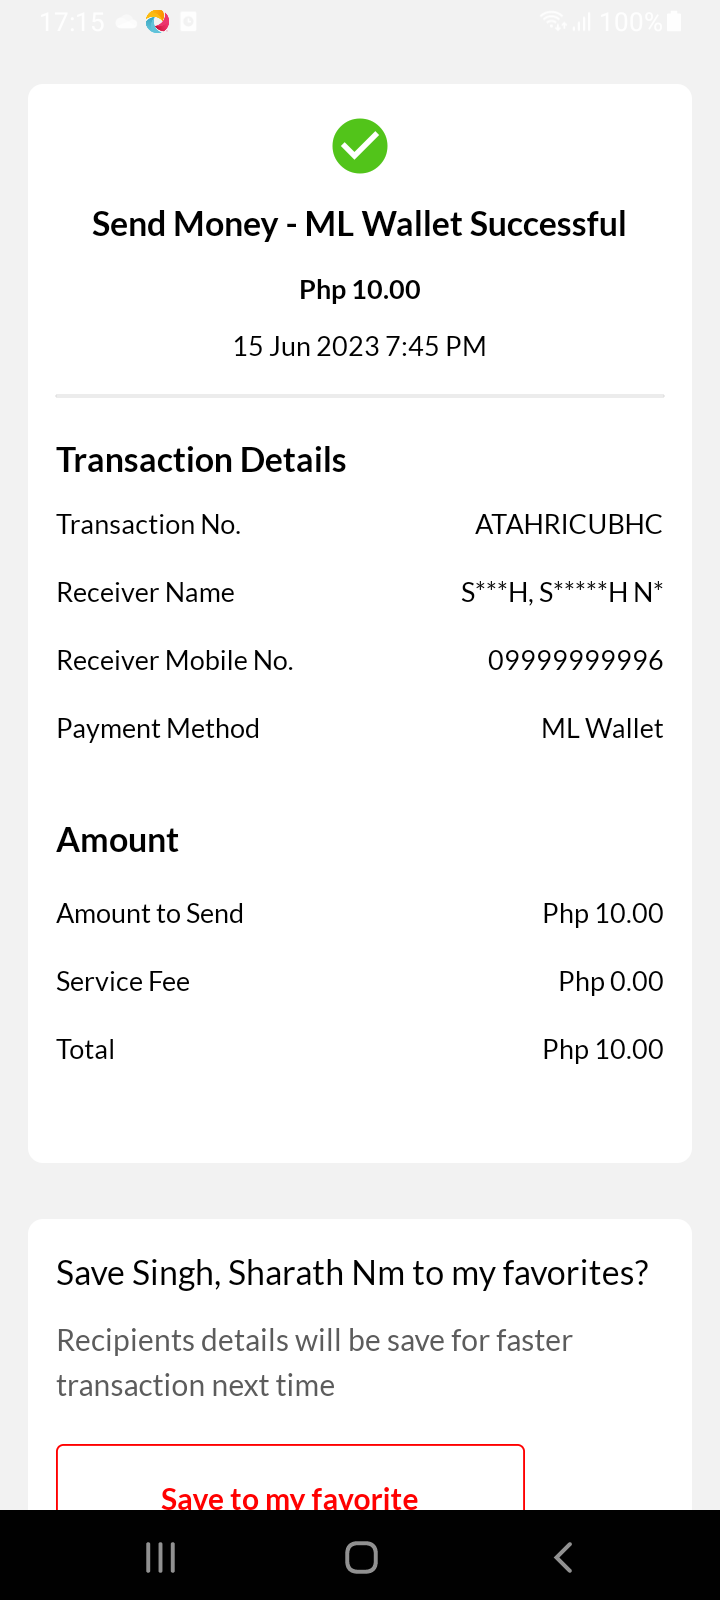 17:15 100%
Send Money - ML Wallet Successful
Php 10.00
15 Jun 2023 7:45 PM
Transaction Details
Transaction No. ATAHRICUBHC
Receiver Name S***H, S*****H N*
Receiver Mobile No. 09999999996
Payment Method ML Wallet
Amount
Amount to Send Php 10.00
Service Fee Php 0.00
Total Php 10.00
Save Singh, Sharath Nm to my favorites?
Recipients details will be save for faster
transaction next time
Save to my favorite